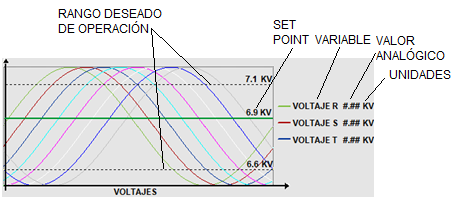 RANGO DESEADO
DE OPERACIÓN
SET
POINT
VARIABLE
VALOR
ANALÓGICO
UNIDADES
7.1 KV
6.9 KV
6.6 KV
VOLTAJE R #.## KV
VOLTAJE S #.## KV
VOLTAJE T #.## KV
VOLTAJES